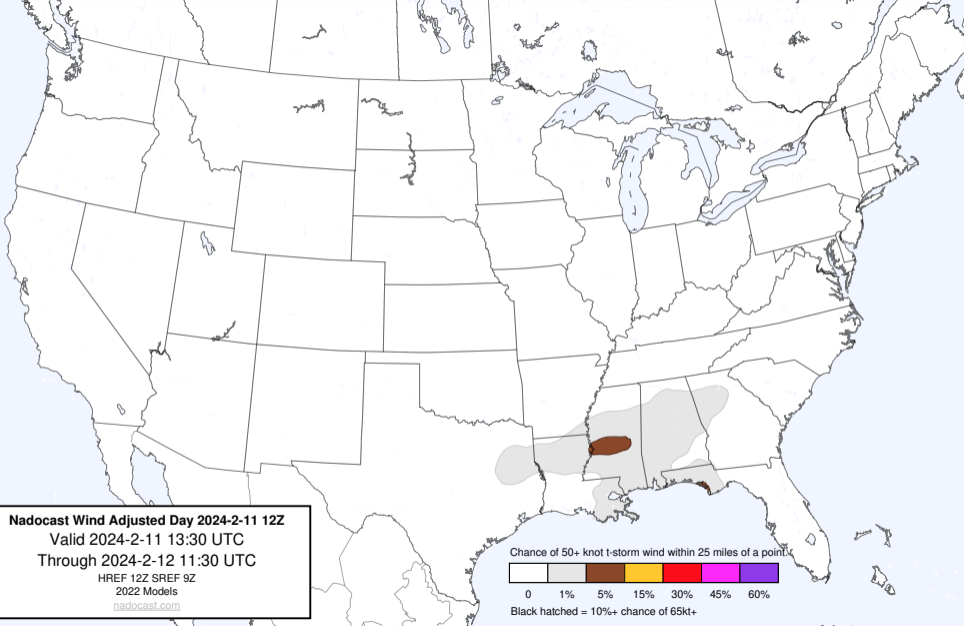 Nadocast Wind Adjusted Day 2024-2-11 12Z
Valid 2024-2-11 13:30 UTC
Through 2024-2-12 11:30 UTC
HREF 12Z SREF 9Z
2022 Models
nadocast.com
Chance of 50+ knot t-storm wind within 25 miles of a point.
0 1% 5% 15% 30% 45% 60%
Black hatched = 10%+ chance of 65kt+